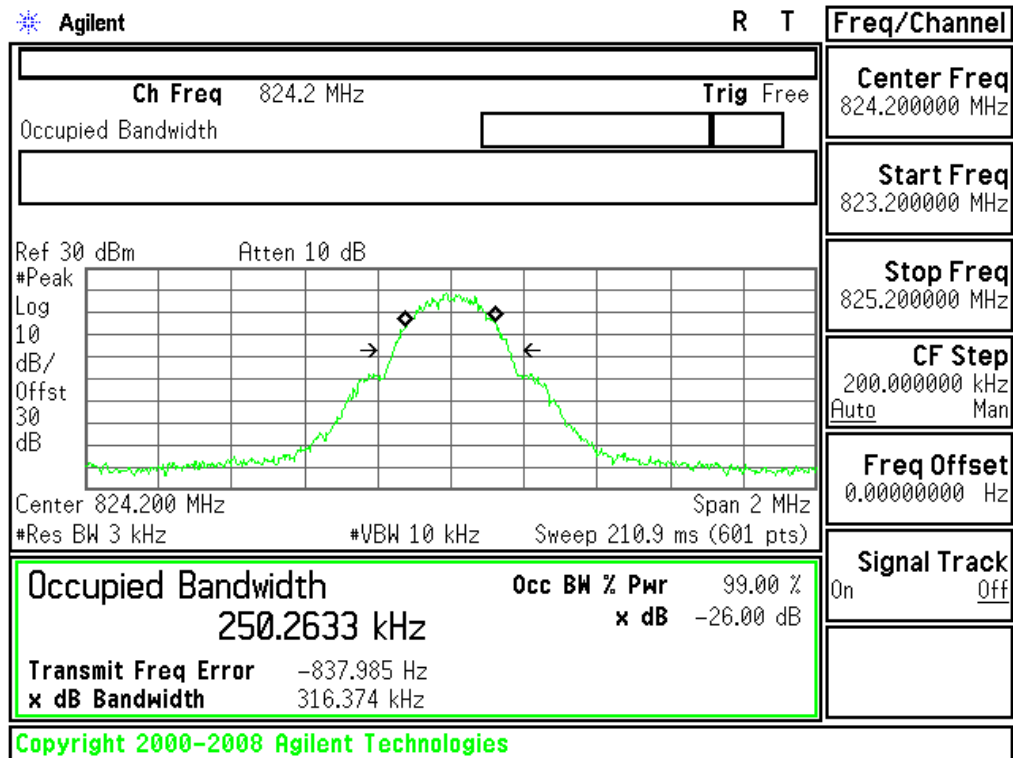 Agilent R T Freq/Channel
Ch Freq 824.2 MHz Trig Free
Occupied Bandwidth
Center Freq
824.200000 MHz
Start Freq
823.200000 MHz
Stop Freq
825.200000 MHz
CF Step
200.000000 kHz
Auto Man
Freq Offset
0.00000000 Hz
Signal Track
On Off
Ref 30 dBm Atten 10 dB
#Peak
Log
10
dB/
Offst
30
dB
Center 824.200 MHz Span 2 MHz
#Res BW 3 kHz #VBW 10 kHz Sweep 210.9 ms (601 pts)
Occupied Bandwidth Occ BW % Pwr 99.00 %
250.2633 kHz x dB -26.00 dB
Transmit Freq Error -837.985 Hz
x dB Bandwidth 316.374 kHz
Copyright 2000-2008 Agilent Technologies